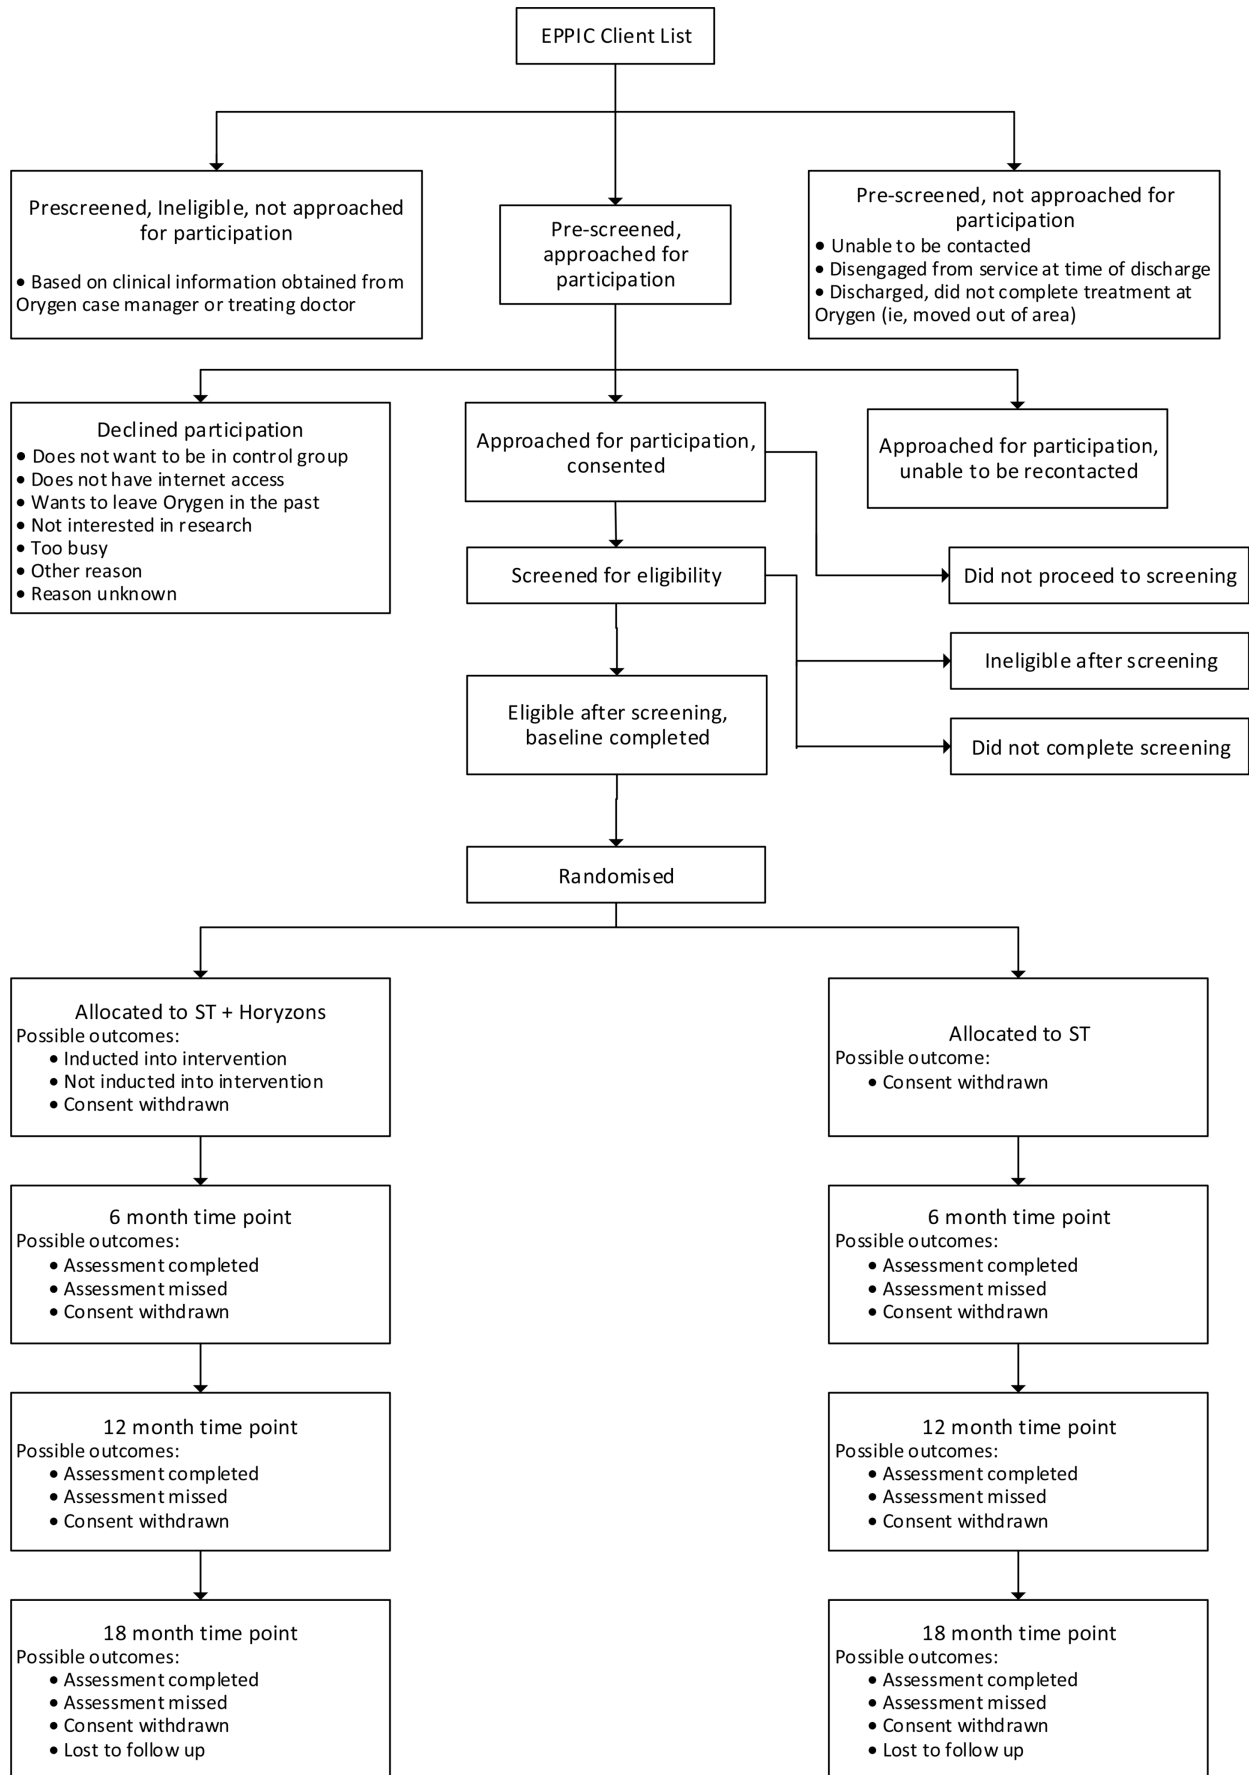 EPPIC Client List
Prescreened, Ineligible, not approached
for participation
• Based on clinical information obtained from
Orygen case manager or treating doctor
Pre-screened,
approached for
participation
Pre-screened, not approached for
participation
• Unable to be contacted
• Disengaged from service at time of discharge
• Discharged, did not complete treatment at
Orygen (ie, moved out of area)
Declined participation
• Does not want to be in control group
• Does not have internet access
• Wants to leave Orygen in the past
• Not interested in research
• Too busy
• Other reason
• Reason unknown
Approached for participation,
consented
Approached for participation,
unable to be recontacted
Screened for eligibility
Did not proceed to screening
Ineligible after screening
Eligible after screening,
baseline completed
Did not complete screening
Randomised
Allocated to ST + Horyzons
Possible outcomes:
• Inducted into intervention
• Not inducted into intervention
• Consent withdrawn
Allocated to ST
Possible outcome:
• Consent withdrawn
6 month time point
Possible outcomes:
• Assessment completed
• Assessment missed
• Consent withdrawn
6 month time point
Possible outcomes:
• Assessment completed
• Assessment missed
• Consent withdrawn
12 month time point
Possible outcomes:
• Assessment completed
• Assessment missed
• Consent withdrawn
12 month time point
Possible outcomes:
• Assessment completed
• Assessment missed
• Consent withdrawn
18 month time point
Possible outcomes:
• Assessment completed
• Assessment missed
• Consent withdrawn
• Lost to follow up
18 month time point
Possible outcomes:
• Assessment completed
• Assessment missed
• Consent withdrawn
• Lost to follow up